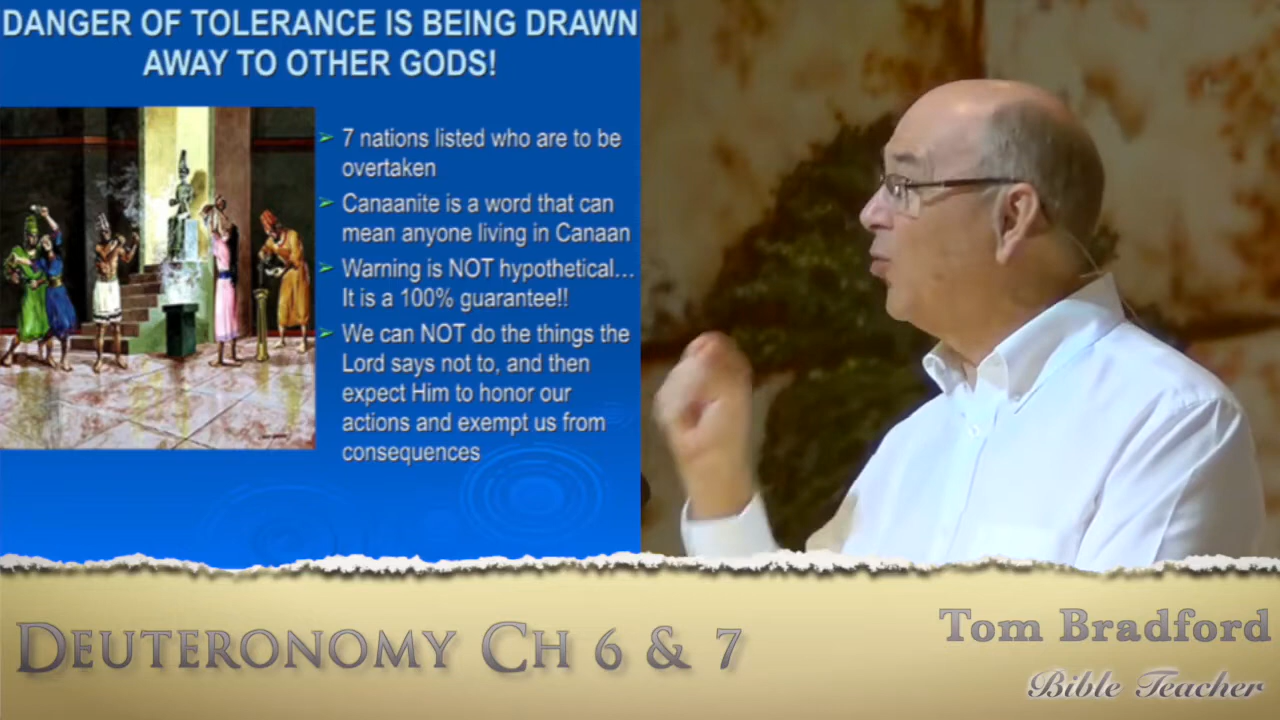 DANGER OF TOLERANCE IS BEING DRAWN
AWAY TO OTHER GODS!
7 nations listed who are to be
overtaken
Canaanite is a word that can
mean anyone living in Canaan
Warning is NOT hypothetical...
It is a 100% guarantee!!
We can NOT do the things the
Lord says not to, and then
expect Him to honor our
actions and exempt us from
consequences
Deuteronomy Ch 6 & 7
Tom Bradford
Bible Teacher